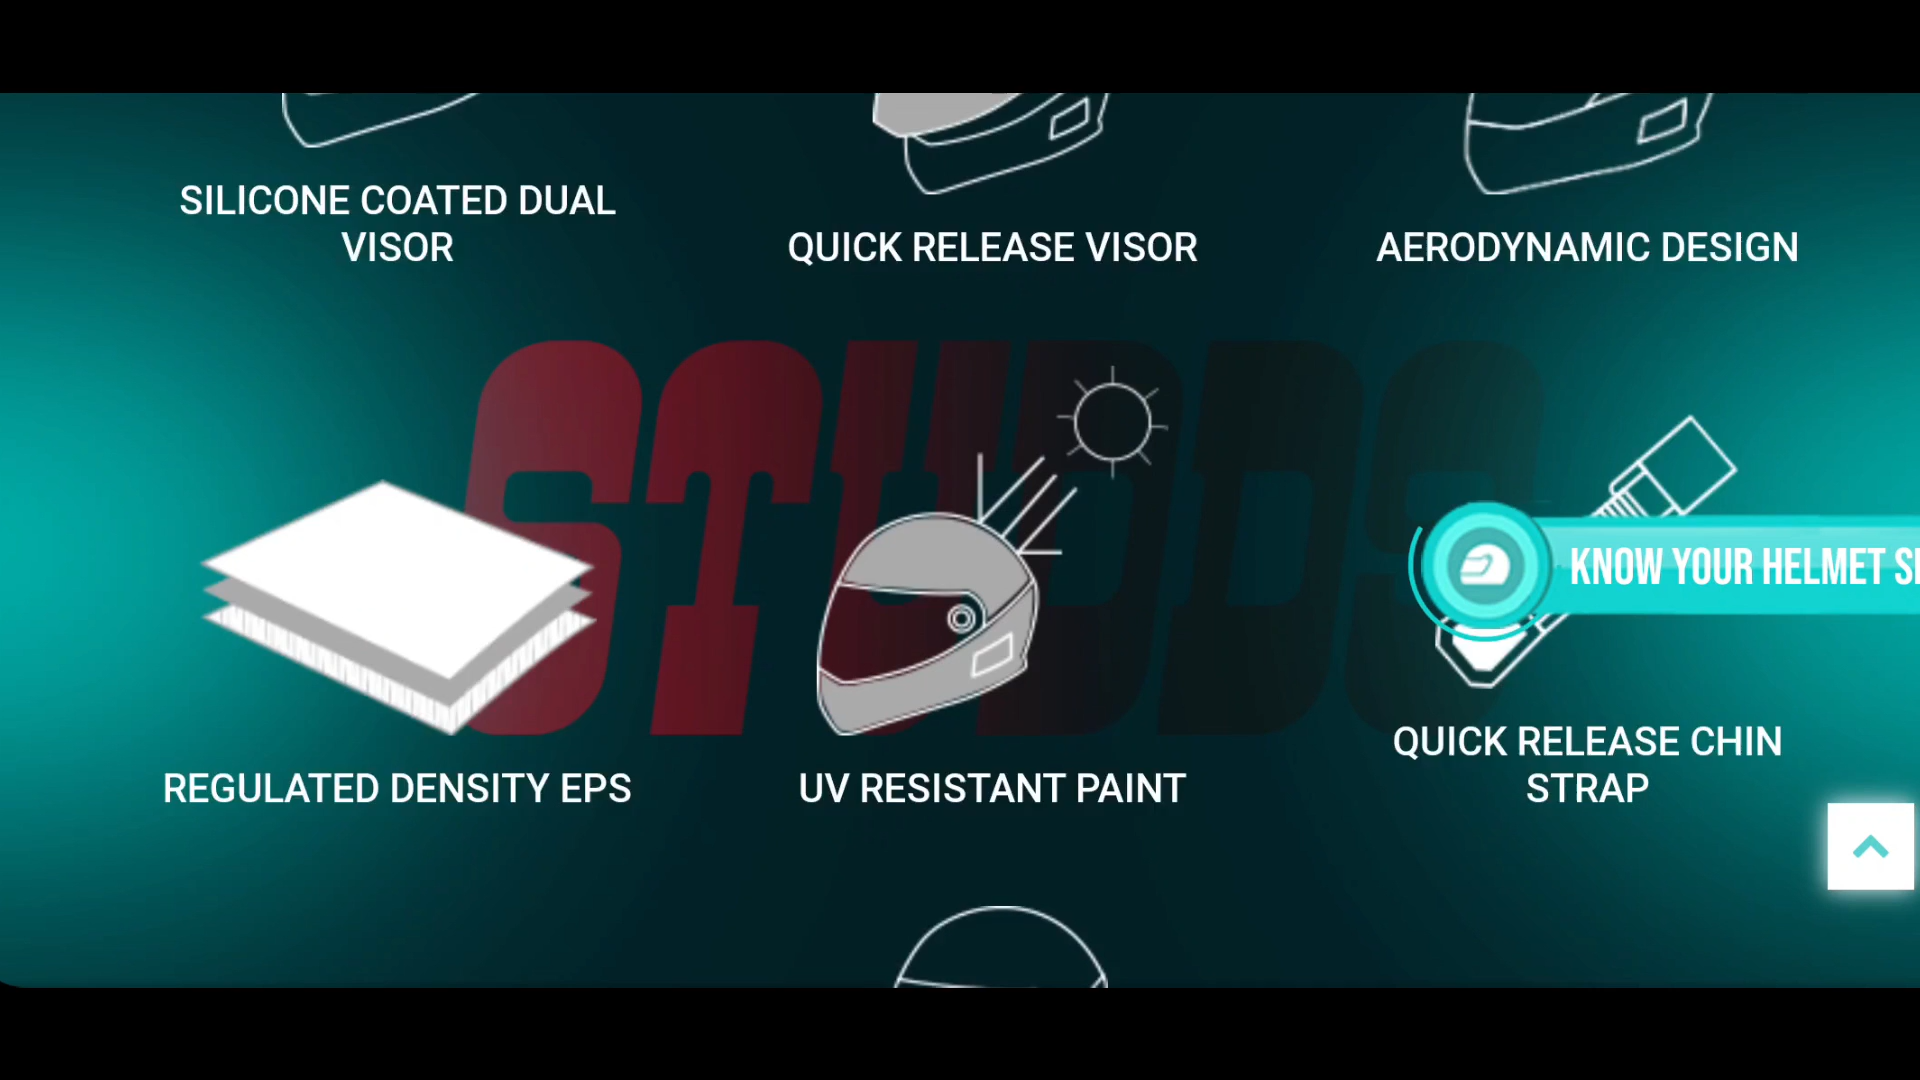 SILICONE COATED DUAL
VISOR
QUICK RELEASE VISOR
AERODYNAMIC DESIGN
STUDDS
KNOW YOUR HELMET
REGULATED DENSITY EPS
UV RESISTANT PAINT
QUICK RELEASE CHIN
STRAP